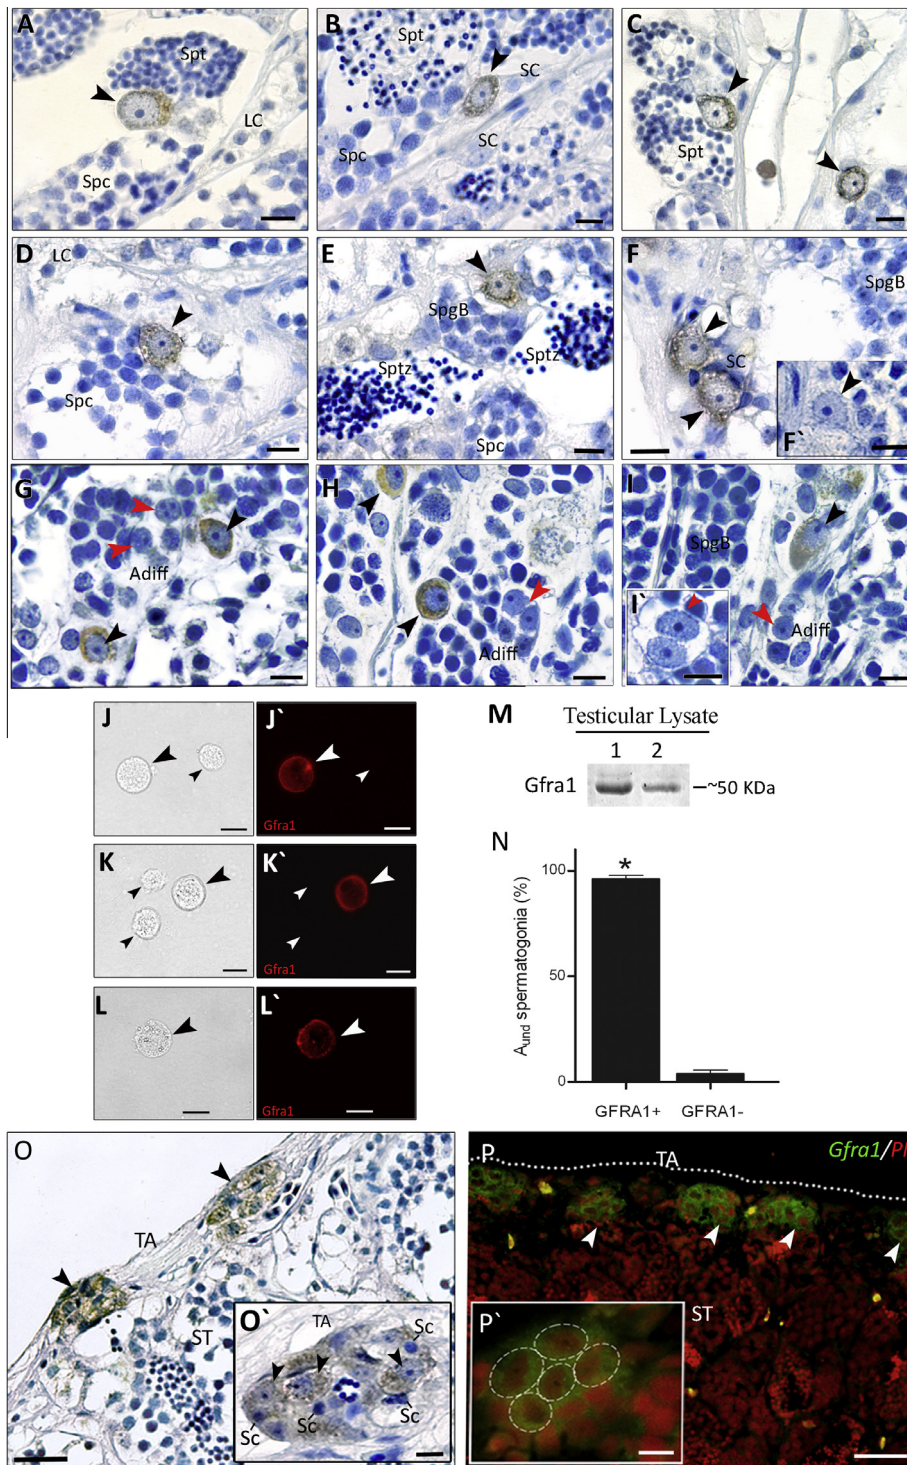 A
Spt
LC
Spc
B
Spt
SC
SC
Spc
C
Spt
D
LC
Spc
E
SpgB
Sptz
Sptz
Spc
F
SpgB
SC
F`
G
Adiff
H
Adiff
I
SpgB
I`
Adiff
J
J`
Gfra1
K
K`
Gfra1
L
L`
Gfra1
M
Testicular Lysate
1 2
Gfra1
~50 KDa
N
100
50
0
Aund spermatogonia (%)
*
GFRA1+ GFRA1-
O
TA
ST
O`
TA
Sc
Sc
Sc
Sc
P
TA
Gfra1/PI
ST
P`